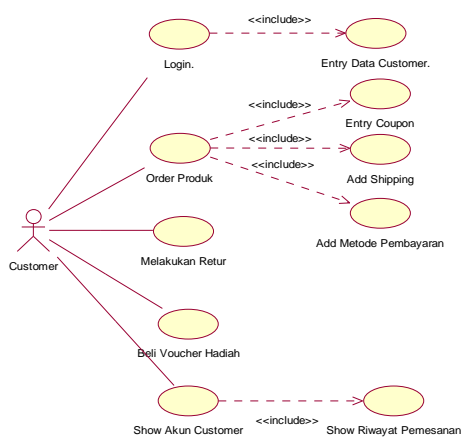 <<include>>
Login.
Entry Data Customer.
<<include>>
Entry Coupon
<<include>>
<<include>>
Order Produk
Add Shipping
Add Metode Pembayaran
Customer
Melakukan Retur
Beli Voucher Hadiah
Show Akun Customer
<<include>>
Show Riwayat Pemesanan